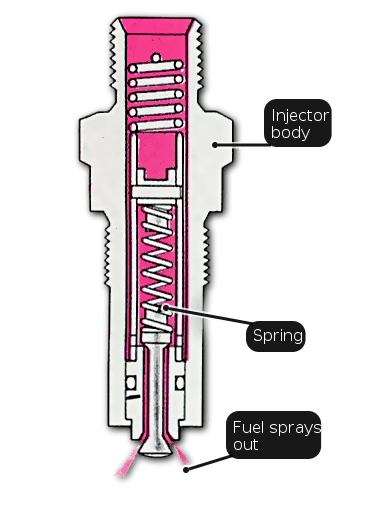 Injector
body
Spring
Fuel sprays
out